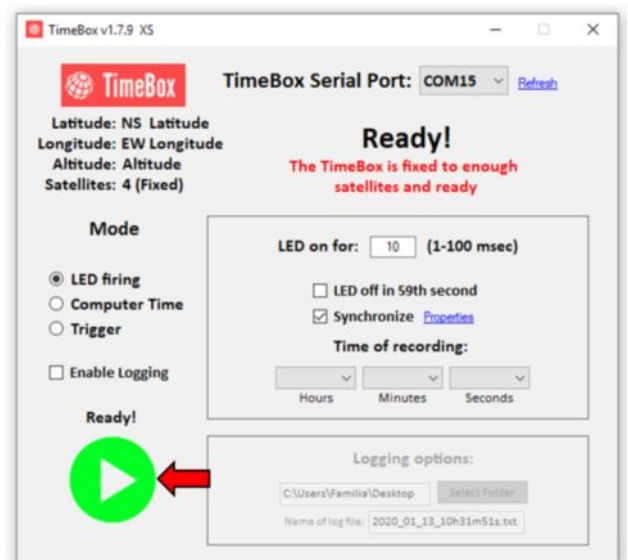 TimeBox v1.7.9 XS
TimeBox
TimeBox Serial Port: COM15 Refresh
Latitude: NS Latitude
Longitude: EW Longitude
Altitude: Altitude
Satellites: 4 (Fixed)
Ready!
The TimeBox is fixed to enough
satellites and ready
Mode
LED firing
Computer Time
Trigger
Enable Logging
Ready!
LED on for: 10 (1-100 msec)
LED off in 59th second
Synchronize Properties
Time of recording:
Hours Minutes Seconds
Logging options:
C:\Users\Familia\Desktop Select Folder
Name of log file: 2020_01_13_10h31m51s.txt